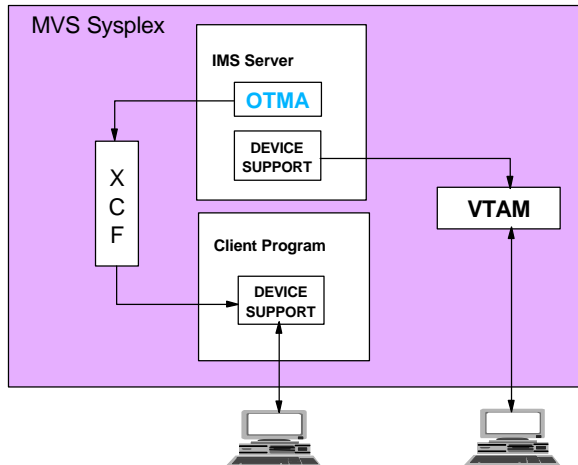 MVS Sysplex
IMS Server
OTMA
DEVICE
SUPPORT
X
C
F
VTAM
Client Program
DEVICE
SUPPORT